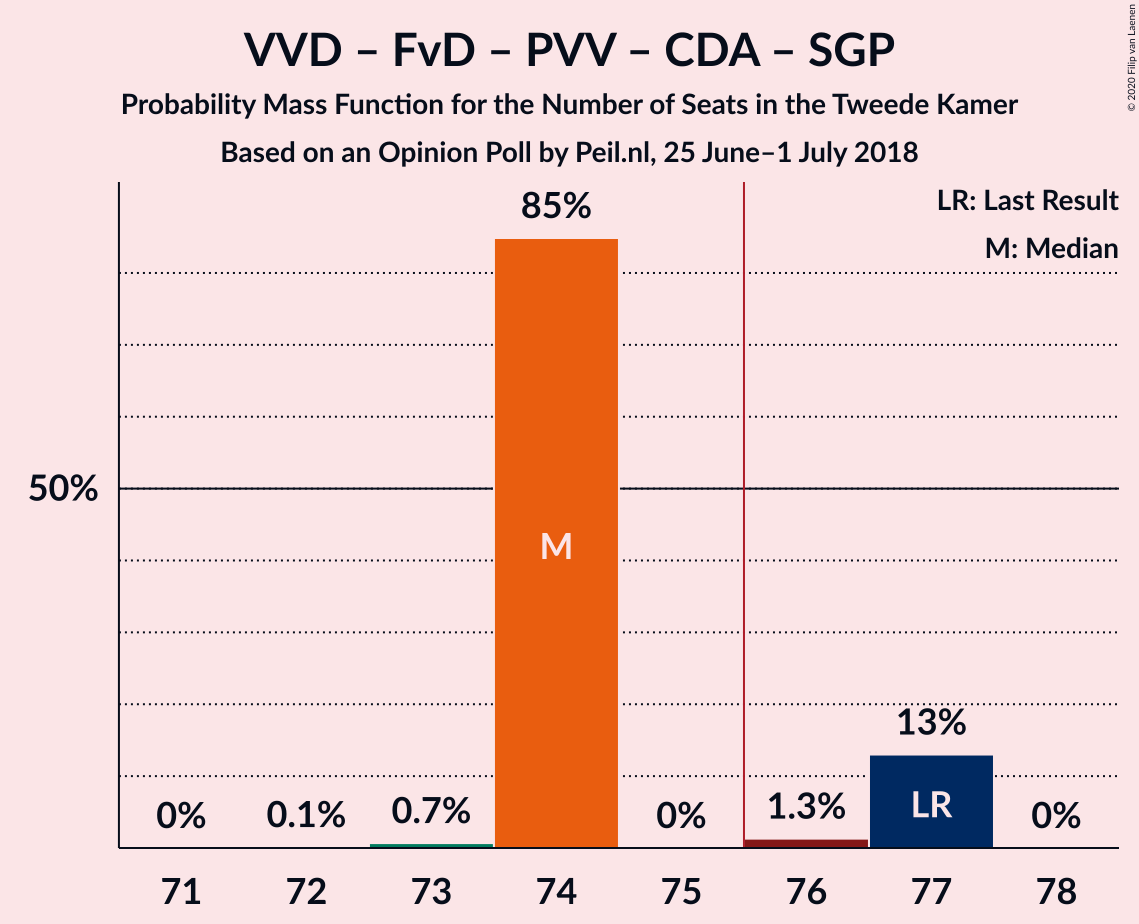 VVD – FvD – PVV – CDA – SGP
Probability Mass Function for the Number of Seats in the Tweede Kamer
Based on an Opinion Poll by Peil.nl, 25 June–1 July 2018
© 2020 Filip van Laenen
LR: Last Result
M: Median
85%
50%
M
13%
0% 0.1% 0.7% 0% 1.3% LR 0%
71 72 73 74 75 76 77 78